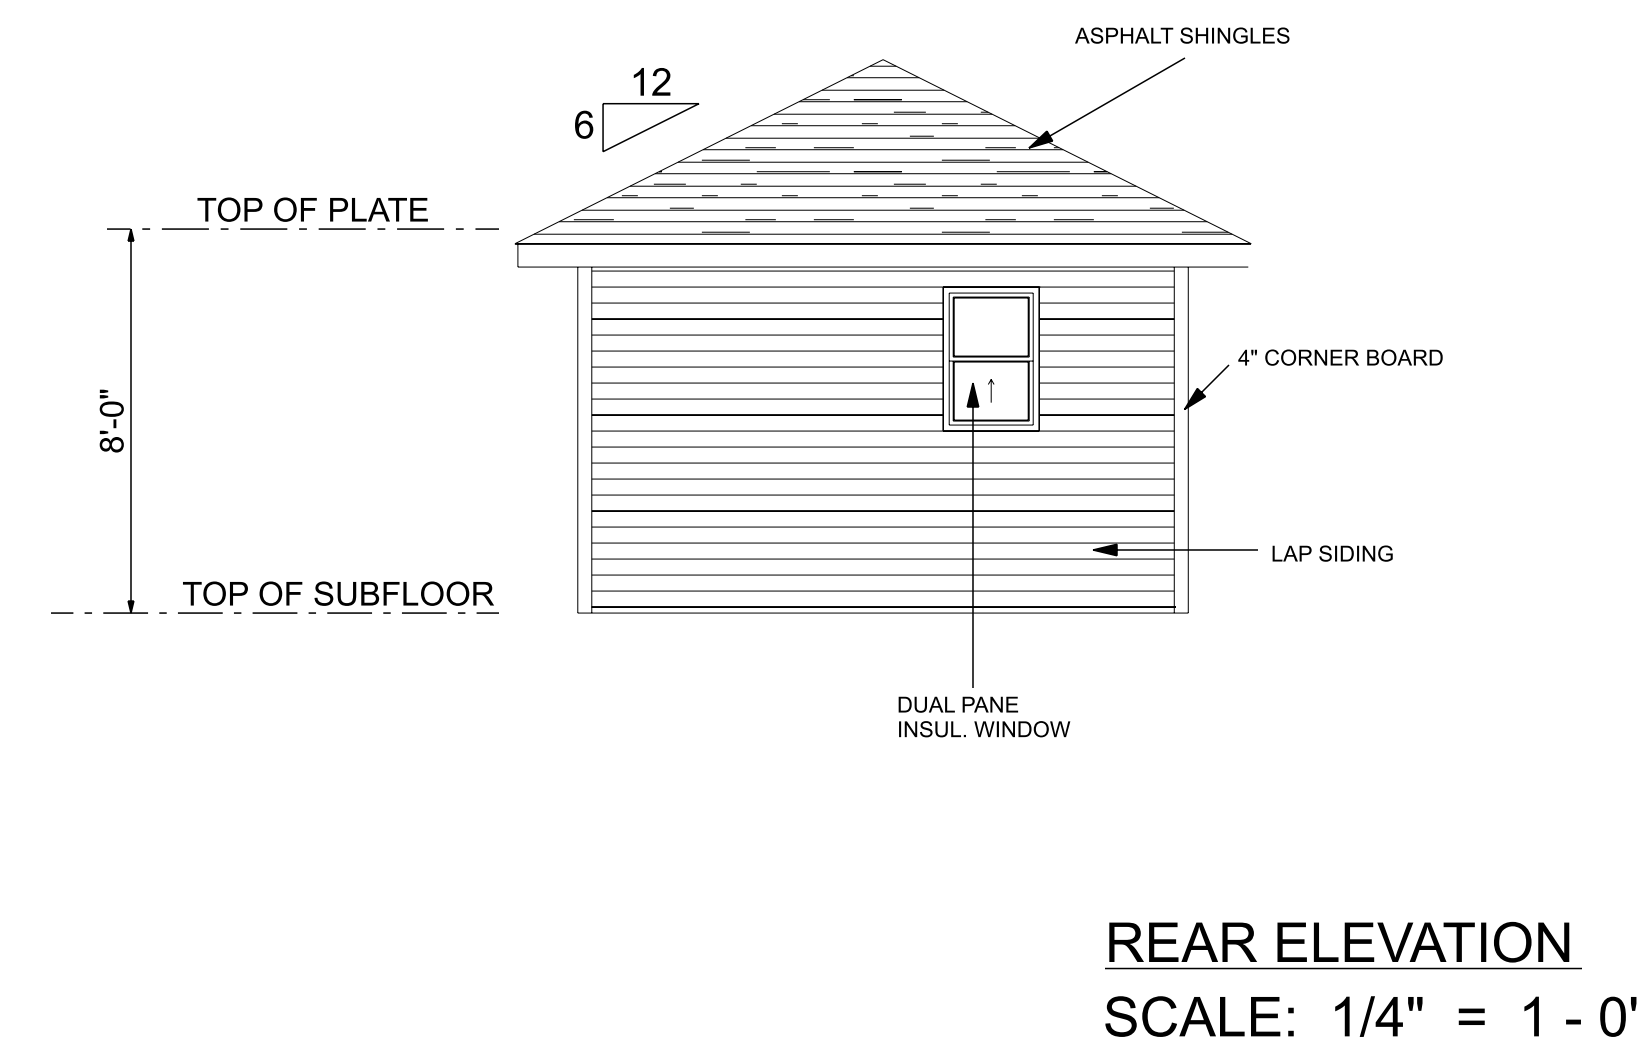 ASPHALT SHINGLES
12
6
TOP OF PLATE
8'-0"
4" CORNER BOARD
LAP SIDING
TOP OF SUBFLOOR
DUAL PANE
INSUL. WINDOW
REAR ELEVATION
SCALE: 1/4" = 1 - 0'